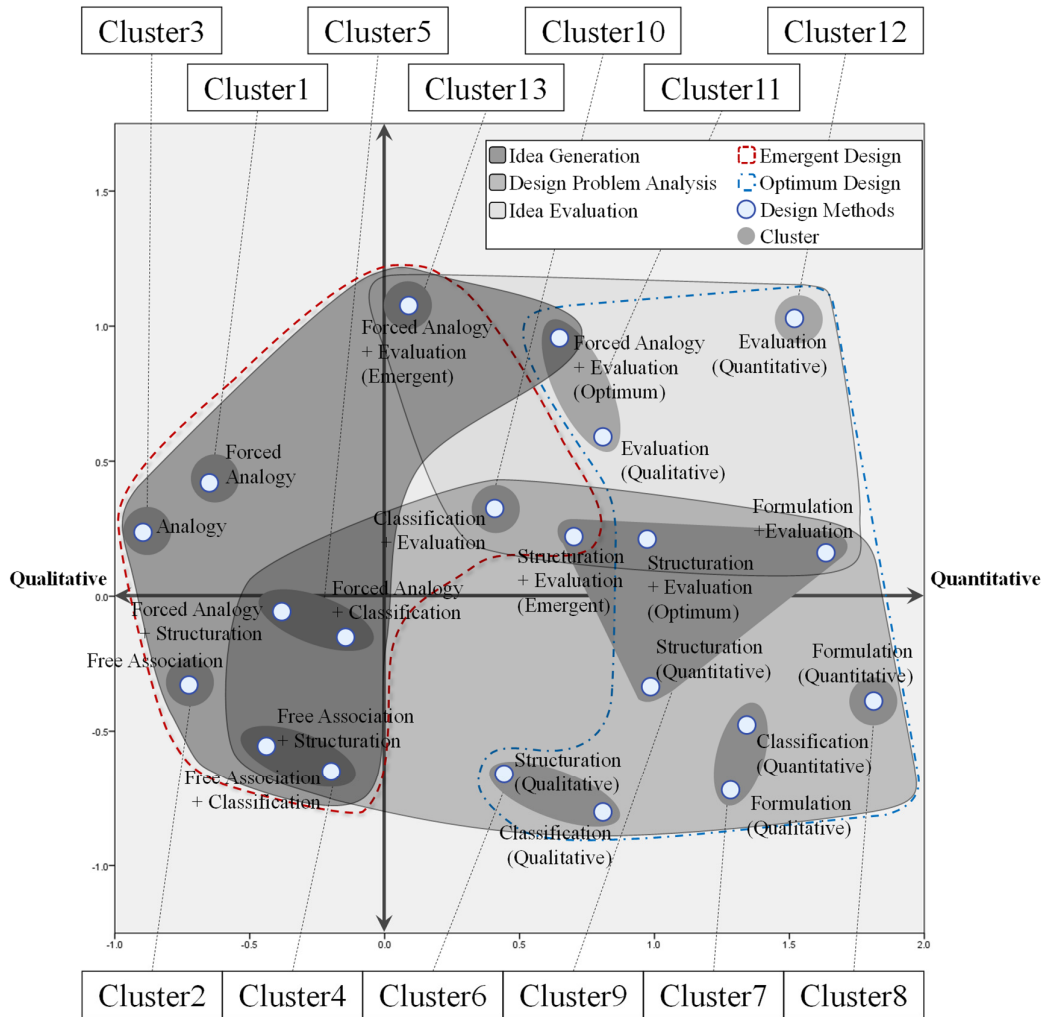 Cluster3
Cluster5
Cluster10
Cluster12
Cluster1
Cluster13
Cluster11
Idea Generation
Design Problem Analysis
Idea Evaluation
Emergent Design
Optimum Design
Design Methods
Cluster
1.5
1.0
0.5
0.0
-0.5
-1.0
Forced Analogy
+ Evaluation
(Emergent)
Forced Analogy
+ Evaluation
(Optimum)
Evaluation
(Quantitative)
Evaluation
(Qualitative)
Forced
Analogy
Analogy
Classification
+ Evaluation
Structuration
+ Evaluation
(Emergent)
Structuration
+ Evaluation
(Optimum)
Formulation
+Evaluation
Qualitative
Quantitative
Forced Analogy
+ Structuration
Forced Analogy
+ Classification
Free Association
Free Association
+ Structuration
Free Association
+ Classification
Structuration
(Quantitative)
Formulation
(Quantitative)
Structuration
(Qualitative)
Classification
(Qualitative)
Classification
(Quantitative)
Formulation
(Qualitative)
-1.0
-0.5
0.0
0.5
1.0
1.5
2.0
Cluster2
Cluster4
Cluster6
Cluster9
Cluster7
Cluster8